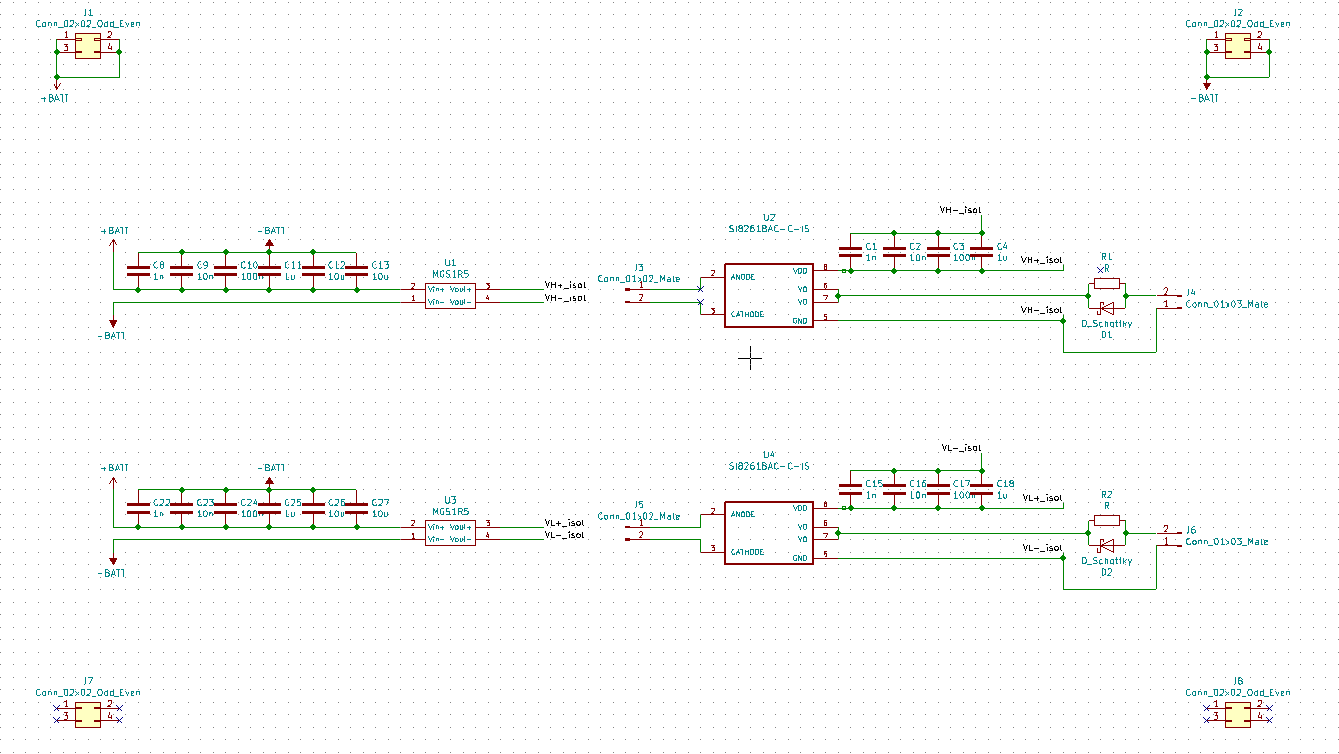 J1
Conn_02x02_Odd_Even
1 2
3 4
+BATT
J2
Conn_02x02_Odd_Even
1 2
3 4
-BATT
+BATT
-BATT
C8 C9 C10 C11 C12 C13
1n 10n 100n 1u 10u 10u
-BATT
U1
MGS1R5
2 Vin+ Vout+ 3
1 Vin- Vout- 4
VH+_isol
VH-_isol
J3
Conn_01x02_Male
1
2
U2
SI8261BAC-C-IS
2 ANODE VDD 8
VO 6
VO 7
3 CATHODE GND 5
VH-_isol
C1 C2 C3 C4
1n 10n 100n 1u
VH+_isol
VH-_isol
R1
R
D_Schottky
D1
2 J4
1 Conn_01x03_Male
+BATT
-BATT
C22 C23 C24 C25 C26 C27
1n 10n 100n 1u 10u 10u
-BATT
U3
MGS1R5
2 Vin+ Vout+ 3
1 Vin- Vout- 4
VL+_isol
VL-_isol
J5
Conn_01x02_Male
1
2
U4
SI8261BAC-C-IS
2 ANODE VDD 8
VO 6
VO 7
3 CATHODE GND 5
VL-_isol
C15 C16 C17 C18
1n 10n 100n 1u
VL+_isol
VL-_isol
R2
R
D_Schottky
D2
2 J6
1 Conn_01x03_Male
J7
Conn_02x02_Odd_Even
1 2
3 4
J8
Conn_02x02_Odd_Even
1 2
3 4